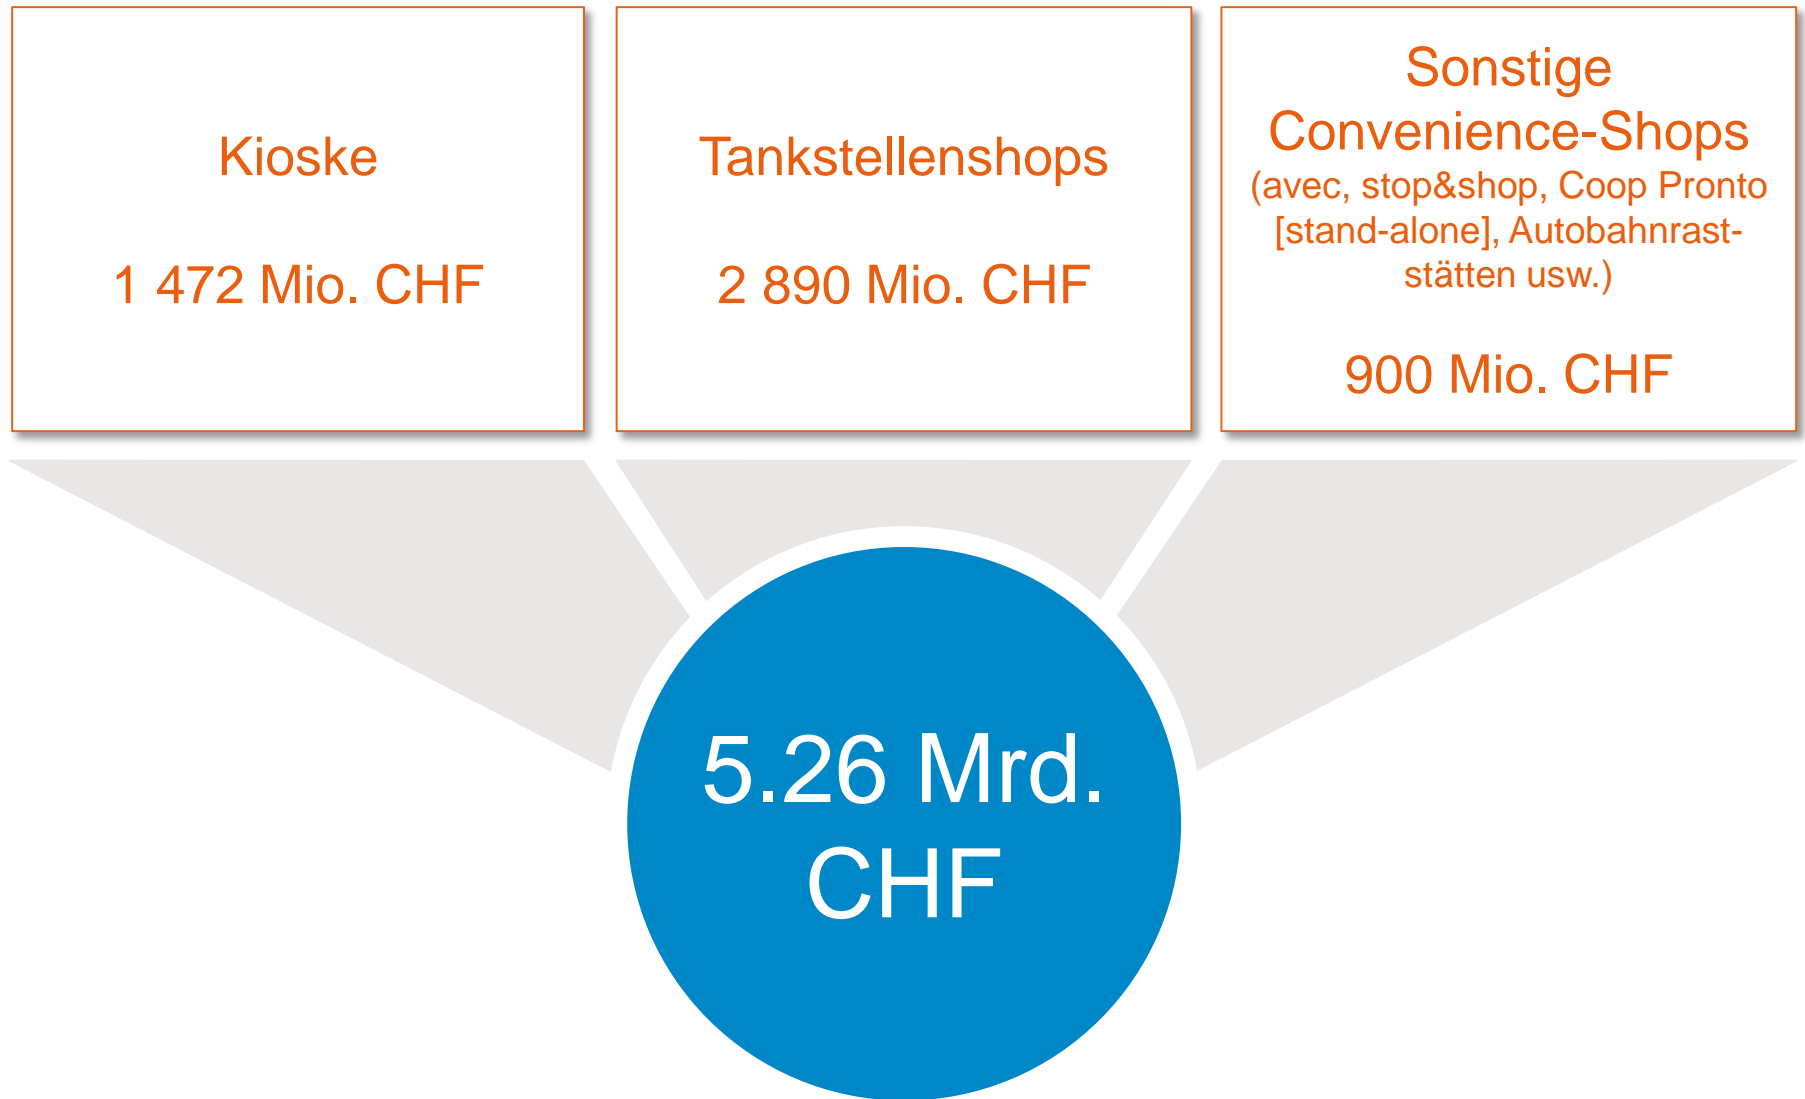 Kioske
1 472 Mio. CHF
Tankstellenshops
2 890 Mio. CHF
Sonstige
Convenience-Shops
(avec, stop&shop, Coop Pronto
[stand-alone], Autobahnrast-
stätten usw.)
900 Mio. CHF
5.26 Mrd.
CHF